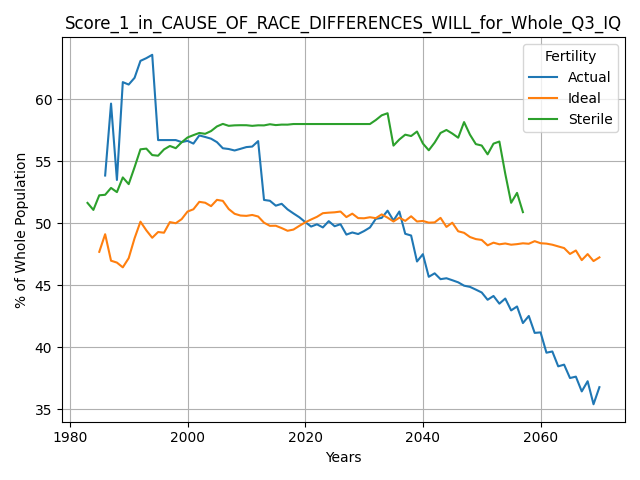 Score_1_in_CAUSE_OF_RACE_DIFFERENCES_WILL_for_Whole_Q3_IQ
Fertility
Actual
Ideal
Sterile
% of Whole Population
60
55
50
45
40
35
1980
2000
2020
2040
2060
Years